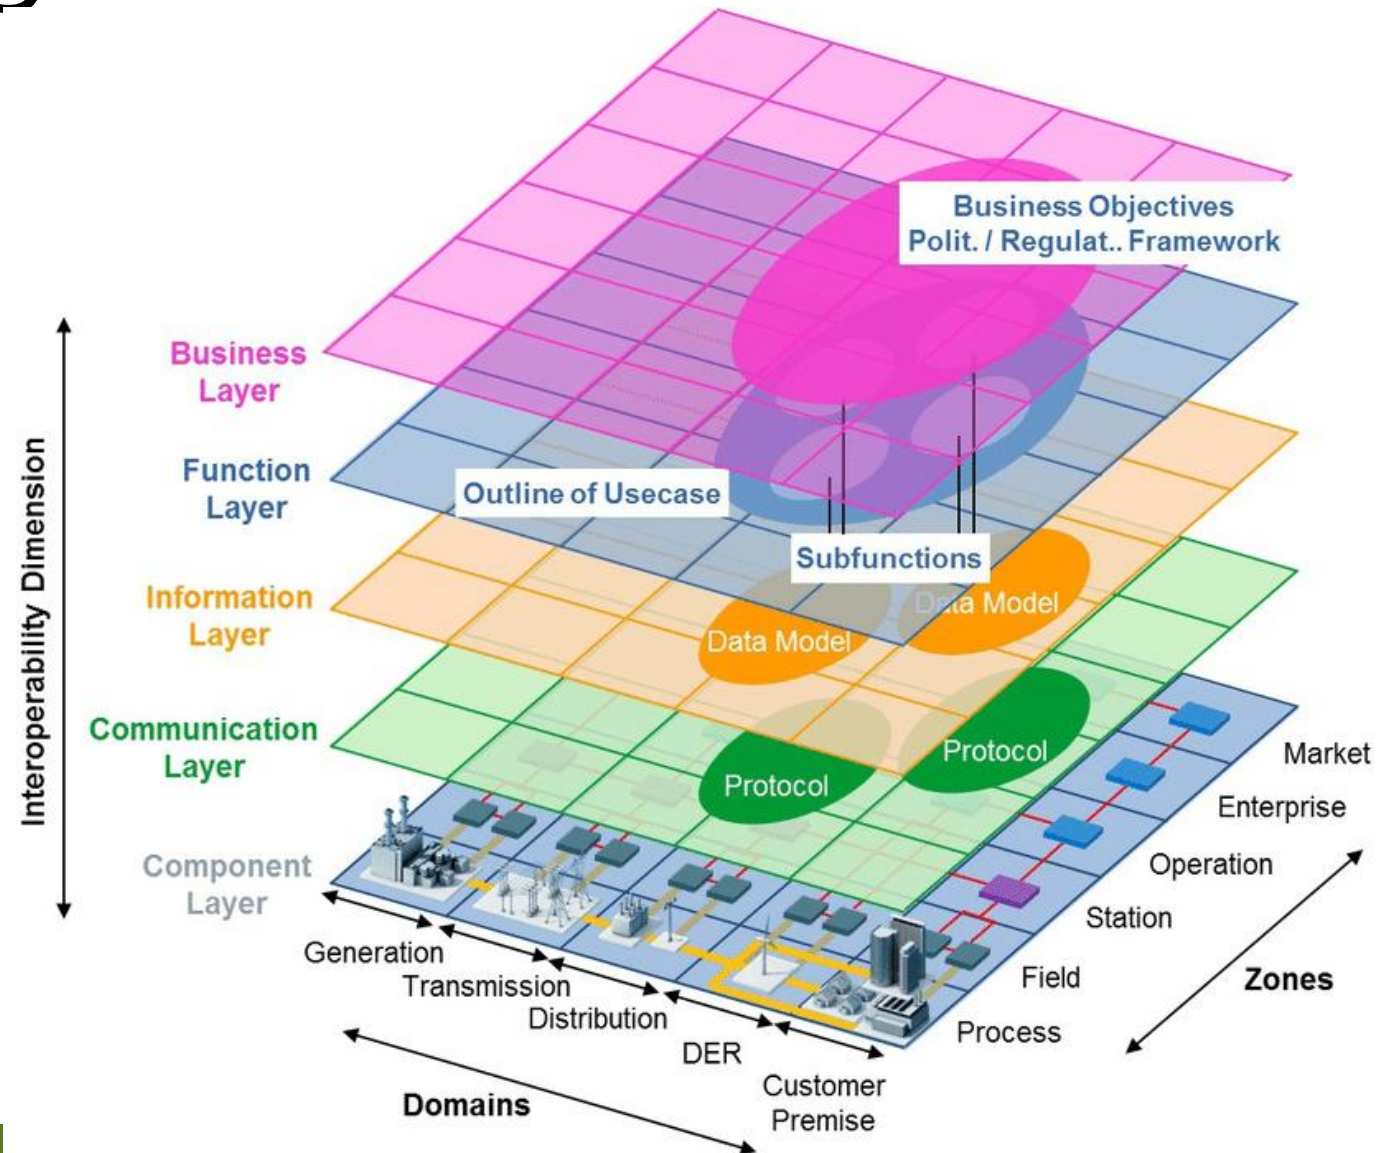 Business Objectives
Polit. / Regulat.. Framework
Business
Layer
Function
Layer
Outline of Usecase
Subfunctions
Information
Layer
Data Model
Data Model
Communication
Layer
Protocol
Protocol
Component
Layer
Interoperability Dimension
Generation
Transmission
Distribution
DER
Customer
Premise
Domains
Market
Enterprise
Operation
Station
Field
Process
Zones